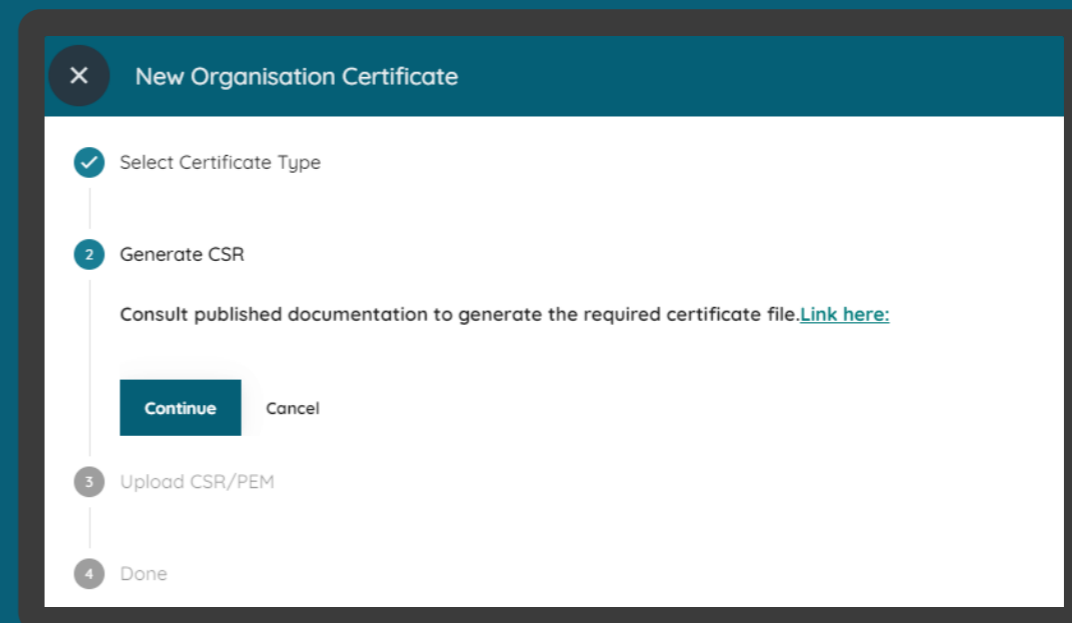 New Organisation Certificate
Select Certificate Type
2 Generate CSR
Consult published documentation to generate the required certificate file.Link here:
Continue Cancel
3 Upload CSR/PEM
4 Done